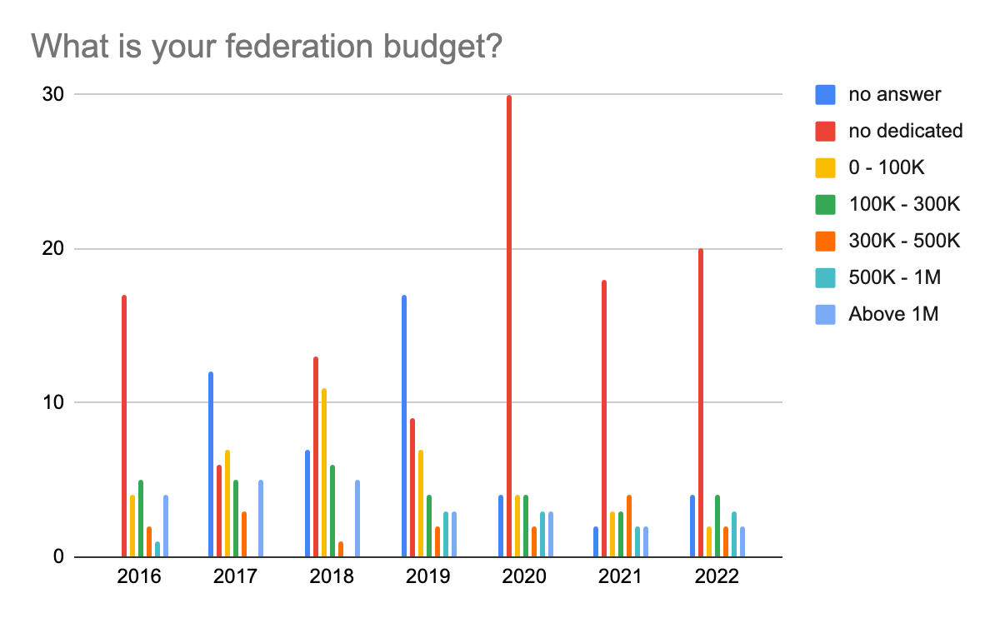 What is your federation budget?
30
20
10
0
2016 2017 2018 2019 2020 2021 2022
no answer
no dedicated
0 - 100K
100K - 300K
300K - 500K
500K - 1M
Above 1M